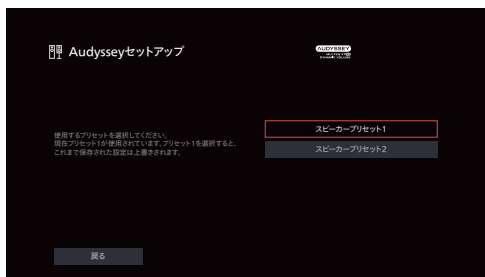 Audysseyセットアップ
AUDYSSEY
DYNAMIC VOLUME
使用するプリセットを選択してください。
現在プリセット1が使用されています。プリセット1を選択すると、
これまで保存された設定は上書きされます。
スピーカープリセット1
スピーカープリセット2
戻る